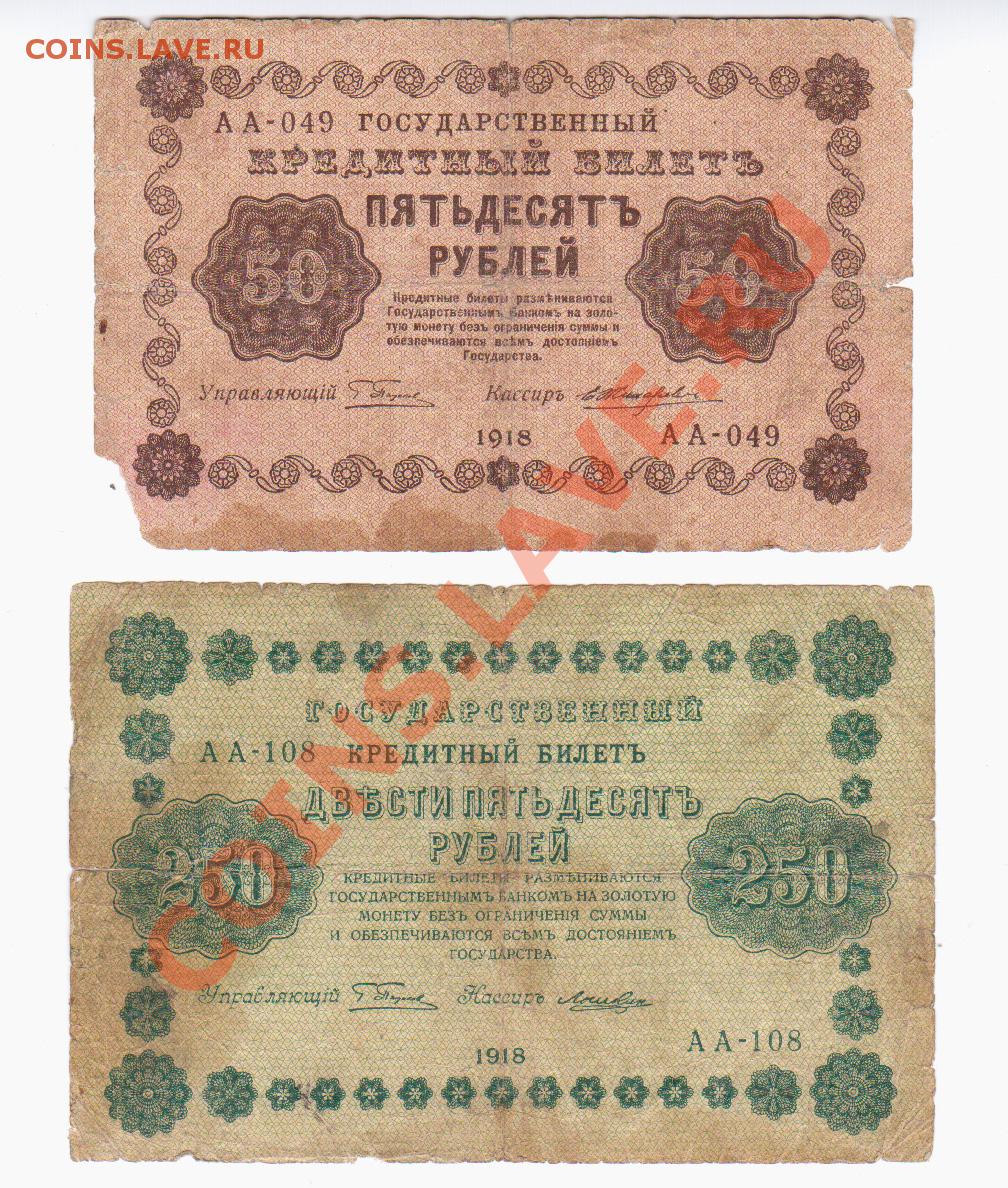 COINS.LAVE.RU
АА-049 ГОСУДАРСТВЕННЫЙ
КРЕДИТНЫЙ БИЛЕТЪ
ПЯТЬДЕСЯТЪ
РУБЛЕЙ
50 50
Кредитные билеты размѣниваются
Государственнымъ Банкомъ на золо-
тую монету безъ ограниченія суммы и
обезпечиваются всѣмъ достояніемъ
Государства.
Управляющій Кассиръ
1918 АА-049
ГОСУДАРСТВЕННЫЙ
АА-108 КРЕДИТНЫЙ БИЛЕТЪ
ДВѢСТИ ПЯТЬДЕСЯТЪ
РУБЛЕЙ
250 250
КРЕДИТНЫЕ БИЛЕТЫ РАЗМѢНИВАЮТСЯ
ГОСУДАРСТВЕННЫМЪ БАНКОМЪ НА ЗОЛОТУЮ
МОНЕТУ БЕЗЪ ОГРАНИЧЕНІЯ СУММЫ
И ОБЕЗПЕЧИВАЮТСЯ ВСѢМЪ ДОСТОЯНІЕМЪ
ГОСУДАРСТВА.
Управляющій Кассиръ
АА-108
1918
COINS.LAVE.RU